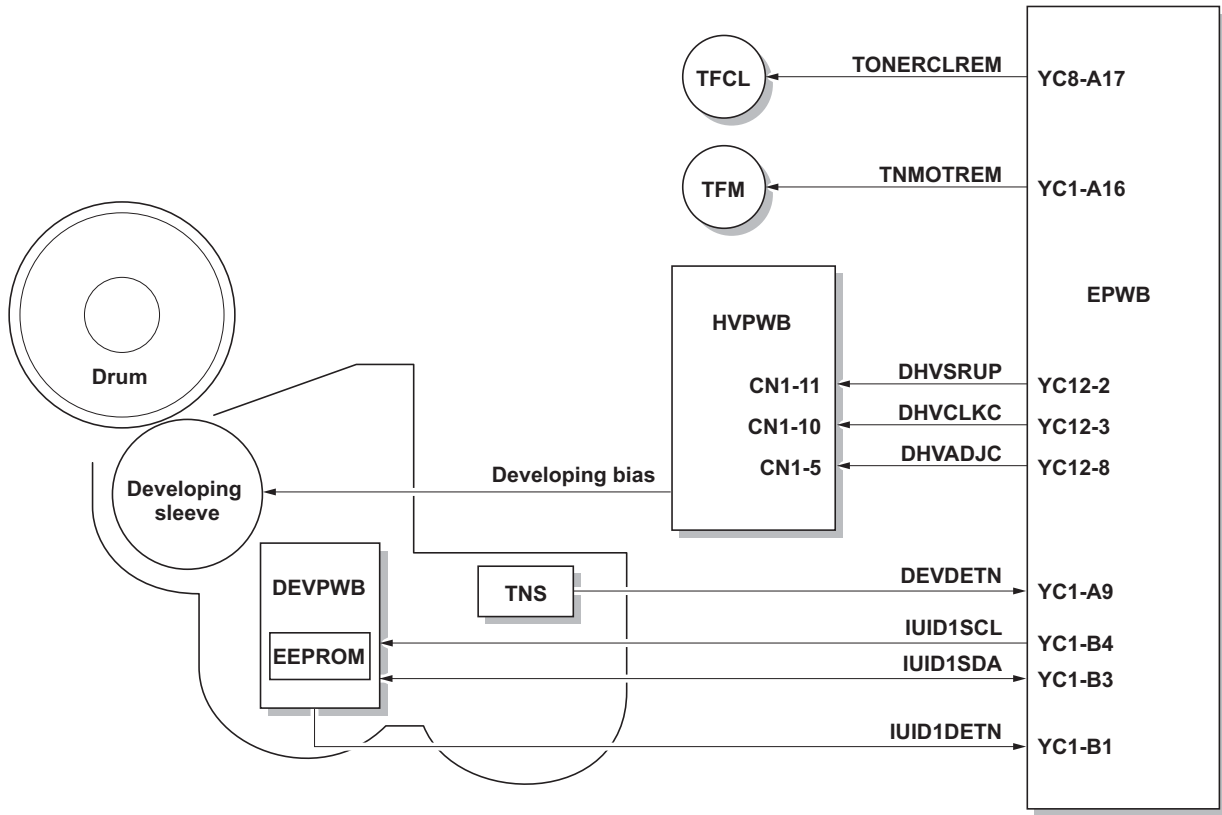 TFCL
TONERCLREM
YC8-A17
TFM
TNMOTREM
YC1-A16
EPWB
HVPWB
Drum
CN1-11
DHVSRUP
YC12-2
CN1-10
DHVCLKC
YC12-3
CN1-5
DHVADJC
YC12-8
Developing bias
Developing
sleeve
DEVPWB
TNS
DEVDETN
YC1-A9
EEPROM
IUID1SCL
YC1-B4
IUID1SDA
YC1-B3
IUID1DETN
YC1-B1